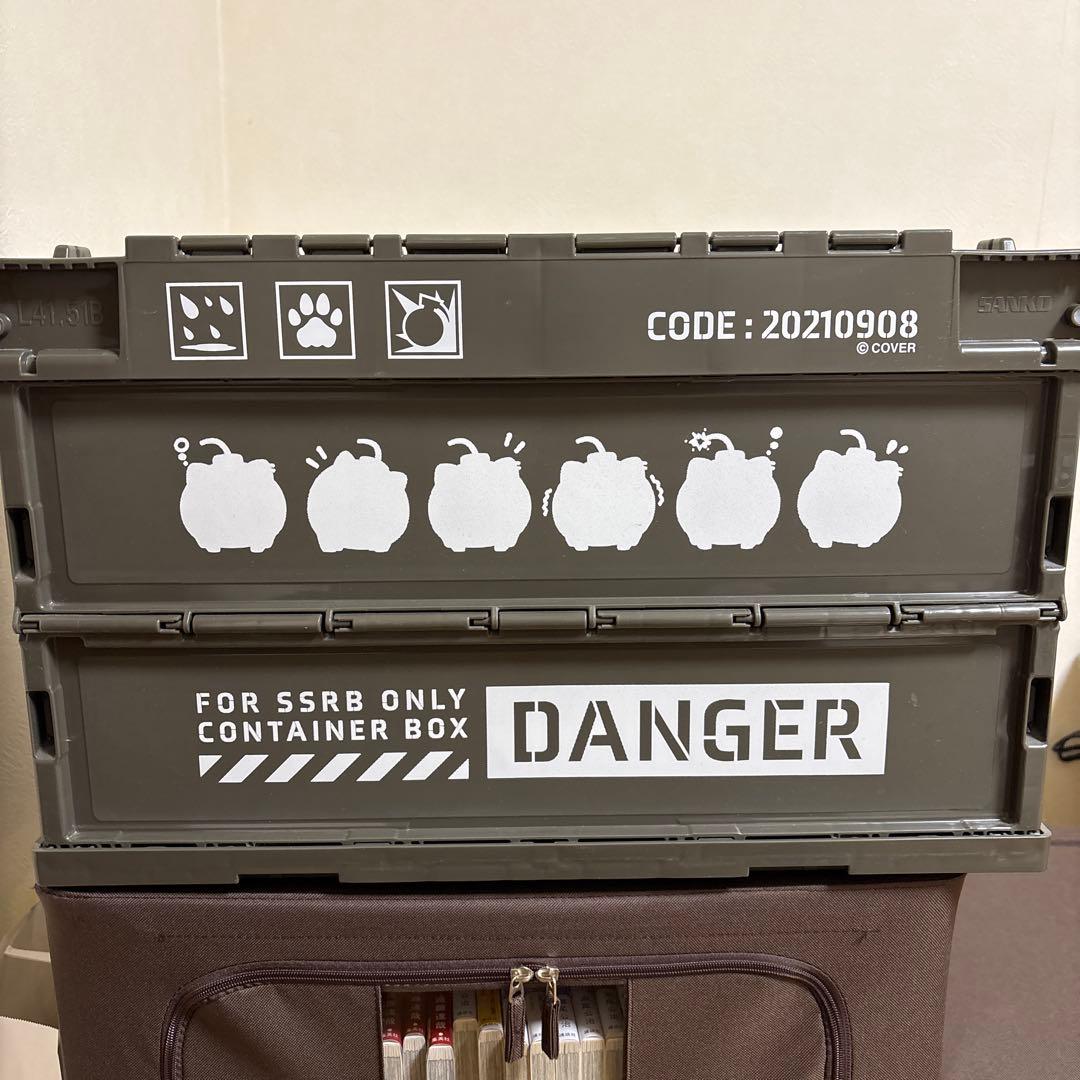 L41.51B
SANKO
CODE : 20210908
© COVER
FOR SSRB ONLY
CONTAINER BOX
DANGER